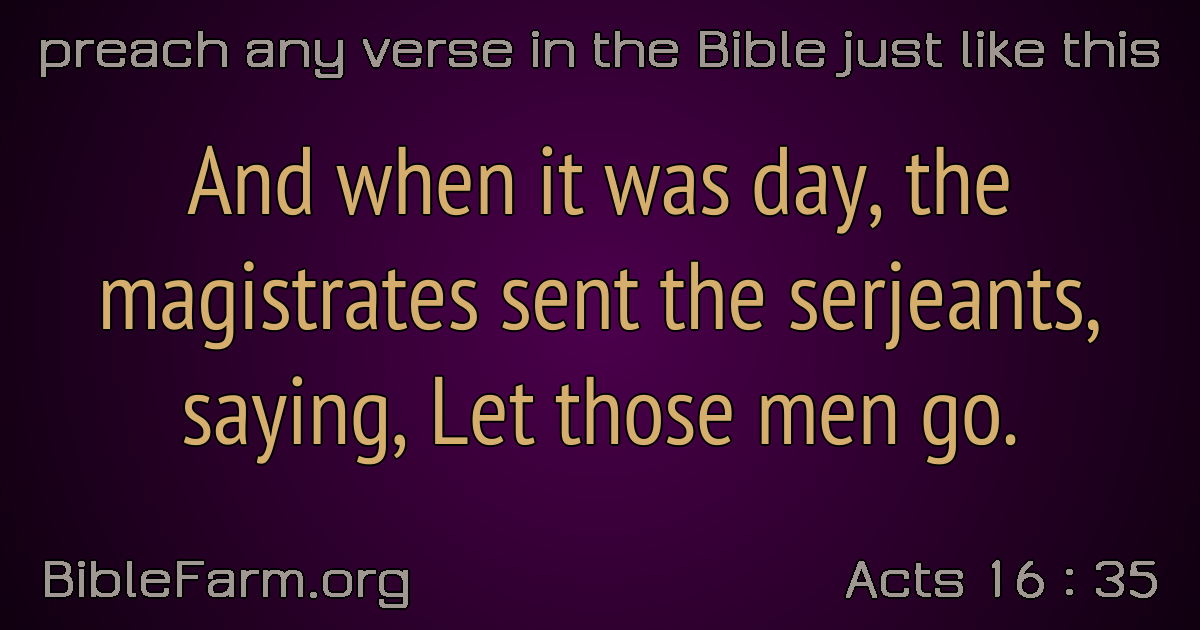 preach any verse in the Bible just like this
And when it was day, the
magistrates sent the serjeants,
saying, Let those men go.
BibleFarm.org
Acts 16 : 35